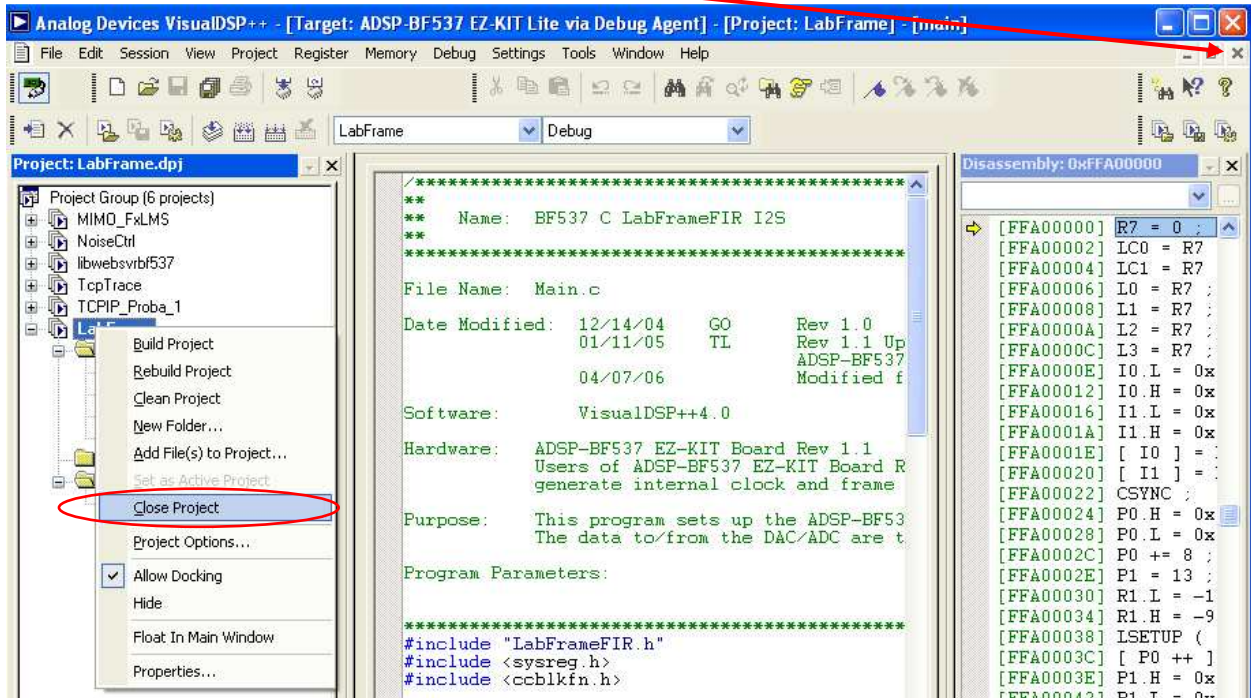 Analog Devices VisualDSP++ - [Target: ADSP-BF537 EZ-KIT Lite via Debug Agent] - [Project: LabFrame] - [main]
File Edit Session View Project Register Memory Debug Settings Tools Window Help
LabFrame Debug
Project: LabFrame.dpj
Project Group (6 projects)
MIMO_FxLMS
NoiseCtrl
libwebsvrbf537
TcpTrace
TCPIP_Proba_1
Build Project
Rebuild Project
Clean Project
New Folder...
Add File(s) to Project...
Set as Active Project
Close Project
Project Options...
Allow Docking
Hide
Float In Main Window
Properties...
/*********************************************
**
** Name: BF537 C LabFrameFIR I2S
**
**********************************************
File Name: Main.c
Date Modified: 12/14/04 GO Rev 1.0
01/11/05 TL Rev 1.1 Up
ADSP-BF537
04/07/06 Modified f
Software: VisualDSP++4.0
Hardware: ADSP-BF537 EZ-KIT Board Rev 1.1
Users of ADSP-BF537 EZ-KIT Board R
generate internal clock and frame
Purpose: This program sets up the ADSP-BF53
The data to/from the DAC/ADC are t
Program Parameters:
**********************************************
#include "LabFrameFIR.h"
#include <sysreg.h>
#include <ccblkfn.h>
Disassembly: 0xFFA00000
[FFA00000] R7 = 0 ;
[FFA00002] LC0 = R7
[FFA00004] LC1 = R7
[FFA00006] L0 = R7 ;
[FFA00008] L1 = R7 ;
[FFA0000A] L2 = R7 ;
[FFA0000C] L3 = R7 ;
[FFA0000E] I0.L = 0x
[FFA00012] I0.H = 0x
[FFA00016] I1.L = 0x
[FFA0001A] I1.H = 0x
[FFA0001E] [ I0 ] =
[FFA00020] [ I1 ] =
[FFA00022] CSYNC ;
[FFA00024] P0.H = 0x
[FFA00028] P0.L = 0x
[FFA0002C] P0 += 8 ;
[FFA0002E] P1 = 13 ;
[FFA00030] R1.L = -1
[FFA00034] R1.H = -9
[FFA00038] LSETUP (
[FFA0003C] [ P0 ++ ]
[FFA0003E] P1.H = 0x